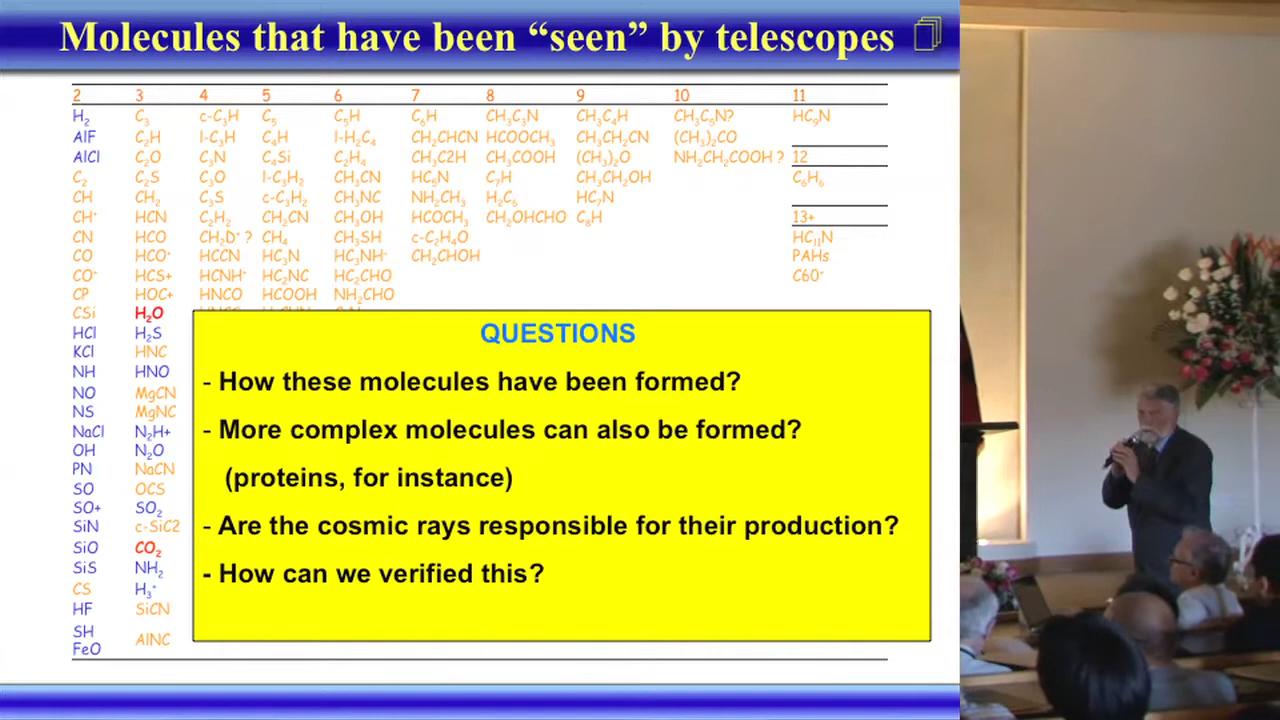 Molecules that have been “seen” by telescopes
2 3 4 5 6 7 8 9 10 11
H₂ C₃ c-C₃H C₅ C₅H C₆H CH₃C₃N CH₃C₄H CH₃C₅N? HC₉N
AlF C₂H l-C₃H C₄H l-H₂C₄ CH₂CHCN HCOOCH₃ CH₃CH₂CN (CH₃)₂CO
AlCl C₂O C₃N C₄Si C₂H₄ CH₃C2H CH₃COOH (CH₃)₂O NH₂CH₂COOH ? 12
C₂ C₂S C₃O l-C₃H₂ CH₃CN HC₅N C₇H CH₃CH₂OH C₆H₆
CH CH₂ C₃S c-C₃H₂ CH₃NC NH₂CH₃ H₂C₆ HC₇N
CH⁺ HCN C₂H₂ CH₂CN CH₃OH HCOCH₃ CH₂OHCHO C₈H 13+
CN HCO CH₂D⁺ ? CH₄ CH₃SH c-C₂H₄O HC₁₁N
CO HCO⁺ HCCN HC₃N HC₃NH⁺ CH₂CHOH PAHs
CO⁺ HCS+ HCNH⁺ HC₂NC HC₂CHO C60⁺
CP HOC+ HNCO HCOOH NH₂CHO
CSi H₂O
QUESTIONS
HCl H₂S
KCl HNC
NH HNO
- How these molecules have been formed?
NO MgCN
NS MgNC
NaCl N₂H+
- More complex molecules can also be formed?
OH N₂O
PN NaCN
(proteins, for instance)
SO OCS
SO+ SO₂
SiN c-SiC2
- Are the cosmic rays responsible for their production?
SiO CO₂
SiS NH₂
- How can we verified this?
CS H₃⁺
HF SiCN
SH AlNC
FeO